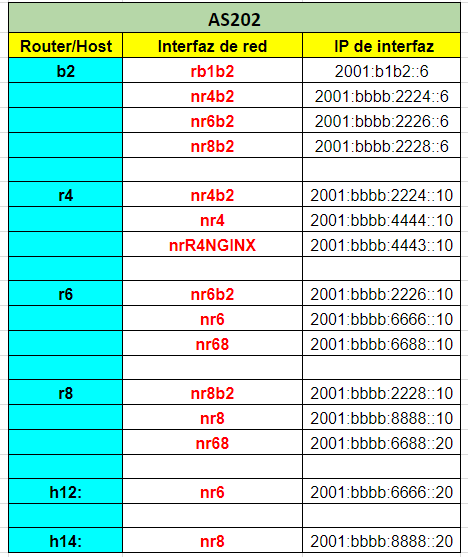 AS202
Router/Host Interfaz de red IP de interfaz
b2 rb1b2 2001:b1b2::6
nr4b2 2001:bbbb:2224::6
nr6b2 2001:bbbb:2226::6
nr8b2 2001:bbbb:2228::6
r4 nr4b2 2001:bbbb:2224::10
nr4 2001:bbbb:4444::10
nrR4NGINX 2001:bbbb:4443::10
r6 nr6b2 2001:bbbb:2226::10
nr6 2001:bbbb:6666::10
nr68 2001:bbbb:6688::10
r8 nr8b2 2001:bbbb:2228::10
nr8 2001:bbbb:8888::10
nr68 2001:bbbb:6688::20
h12: nr6 2001:bbbb:6666::20
h14: nr8 2001:bbbb:8888::20